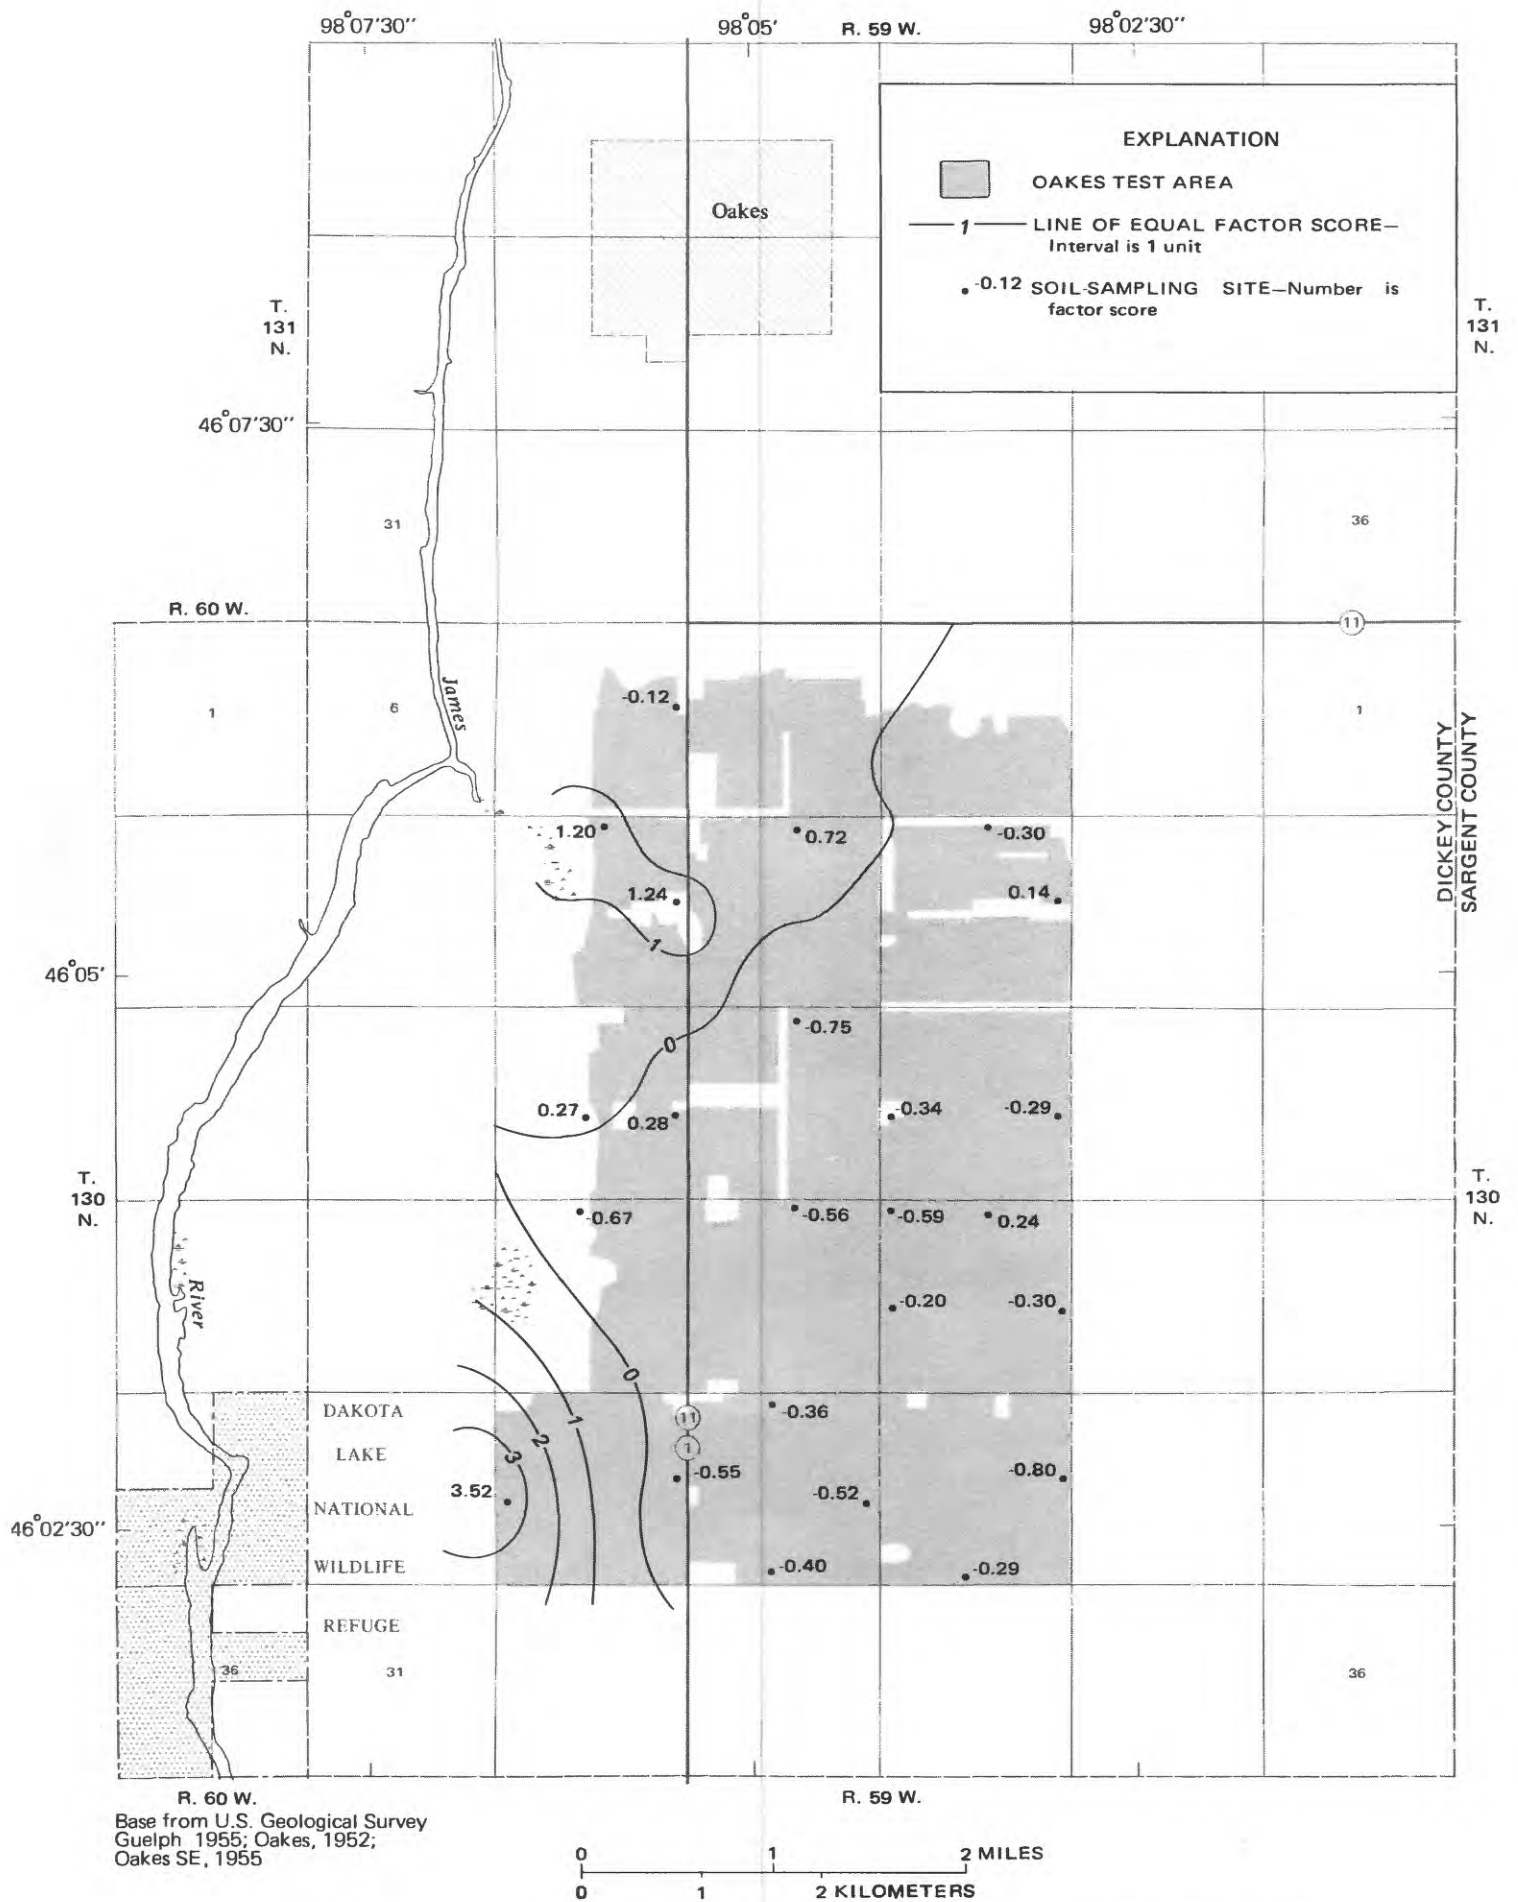 98°07'30"
98°05'
R. 59 W.
98°02'30"
EXPLANATION
OAKES TEST AREA
1 LINE OF EQUAL FACTOR SCORE—
Interval is 1 unit
-0.12 SOIL-SAMPLING SITE—Number is
factor score
Oakes
T.
131
N.
T.
131
N.
46°07'30"
31
36
R. 60 W.
11
1
6
James
1
-0.12
DICKEY COUNTY
SARGENT COUNTY
1.20
0.72
-0.30
1.24
0.14
1
46°05'
-0.75
0
0.27
0.28
-0.34
-0.29
T.
130
N.
T.
130
N.
-0.67
-0.56
-0.59
0.24
River
-0.20
-0.30
0
DAKOTA
LAKE
NATIONAL
WILDLIFE
REFUGE
1
2
3
11
1
-0.36
3.52
-0.55
-0.52
-0.80
46°02'30"
-0.40
-0.29
36
31
36
R. 60 W.
R. 59 W.
Base from U.S. Geological Survey
Guelph 1955; Oakes, 1952;
Oakes SE, 1955
0 1 2 MILES
0 1 2 KILOMETERS